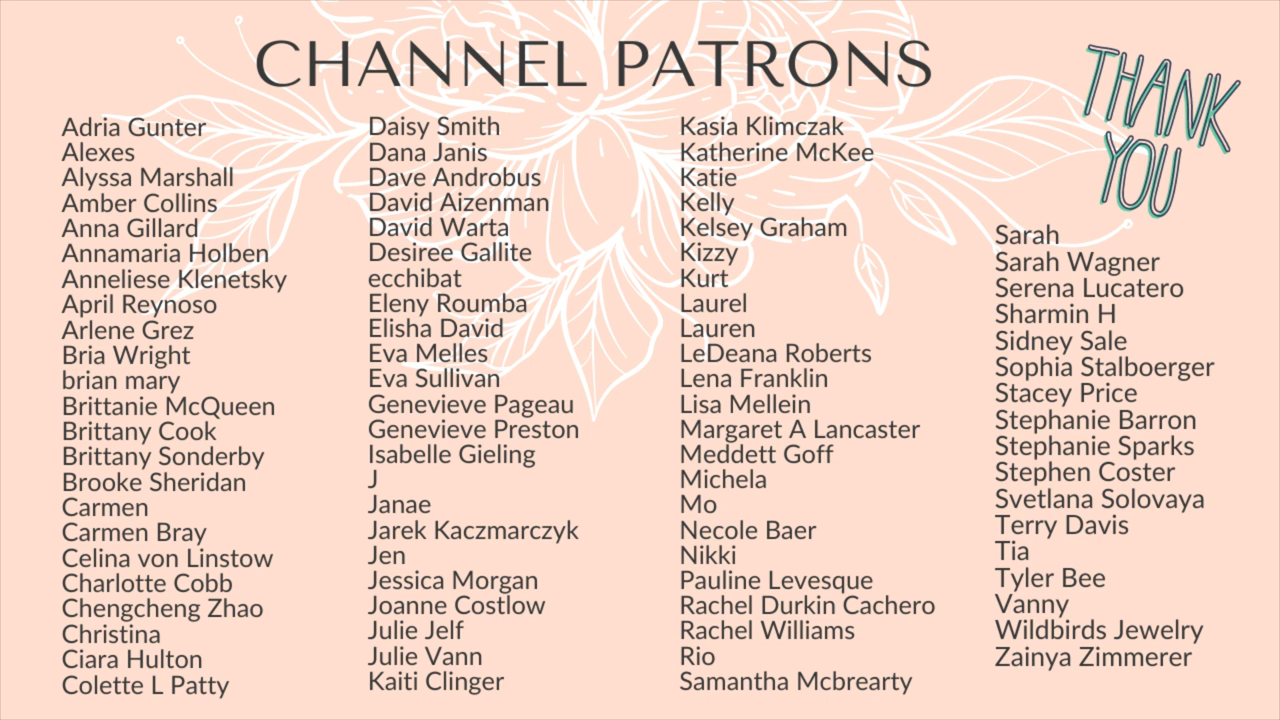 CHANNEL PATRONS
THANK
YOU
Adria Gunter
Alexes
Alyssa Marshall
Amber Collins
Anna Gillard
Annamaria Holben
Anneliese Klenetsky
April Reynoso
Arlene Grez
Bria Wright
brian mary
Brittanie McQueen
Brittany Cook
Brittany Sonderby
Brooke Sheridan
Carmen
Carmen Bray
Celina von Linstow
Charlotte Cobb
Chengcheng Zhao
Christina
Ciara Hulton
Colette L Patty
Daisy Smith
Dana Janis
Dave Androbus
David Aizenman
David Warta
Desiree Gallite
ecchibat
Eleny Roumba
Elisha David
Eva Melles
Eva Sullivan
Genevieve Pageau
Genevieve Preston
Isabelle Gieling
J
Janae
Jarek Kaczmarczyk
Jen
Jessica Morgan
Joanne Costlow
Julie Jelf
Julie Vann
Kaiti Clinger
Kasia Klimczak
Katherine McKee
Katie
Kelly
Kelsey Graham
Kizzy
Kurt
Laurel
Lauren
LeDeana Roberts
Lena Franklin
Lisa Mellein
Margaret A Lancaster
Meddett Goff
Michela
Mo
Necole Baer
Nikki
Pauline Levesque
Rachel Durkin Cachero
Rachel Williams
Rio
Samantha Mcbrearty
Sarah
Sarah Wagner
Serena Lucatero
Sharmin H
Sidney Sale
Sophia Stalboerger
Stacey Price
Stephanie Barron
Stephanie Sparks
Stephen Coster
Svetlana Solovaya
Terry Davis
Tia
Tyler Bee
Vanny
Wildbirds Jewelry
Zainya Zimmerer